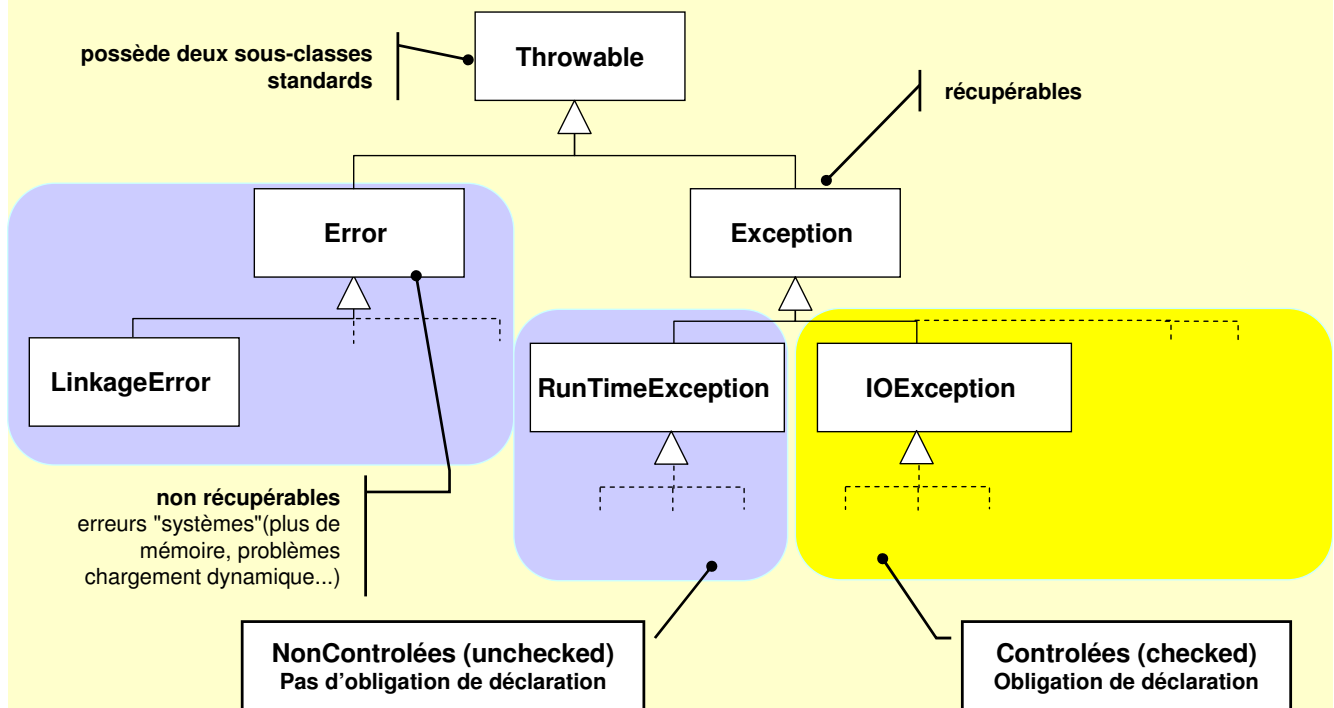 possède deux sous-classes
standards
Throwable
récupérables
Error
Exception
LinkageError
RunTimeException
IOException
non récupérables
erreurs "systèmes"(plus de
mémoire, problèmes
chargement dynamique...)
NonControlées (unchecked)
Pas d’obligation de déclaration
Controlées (checked)
Obligation de déclaration